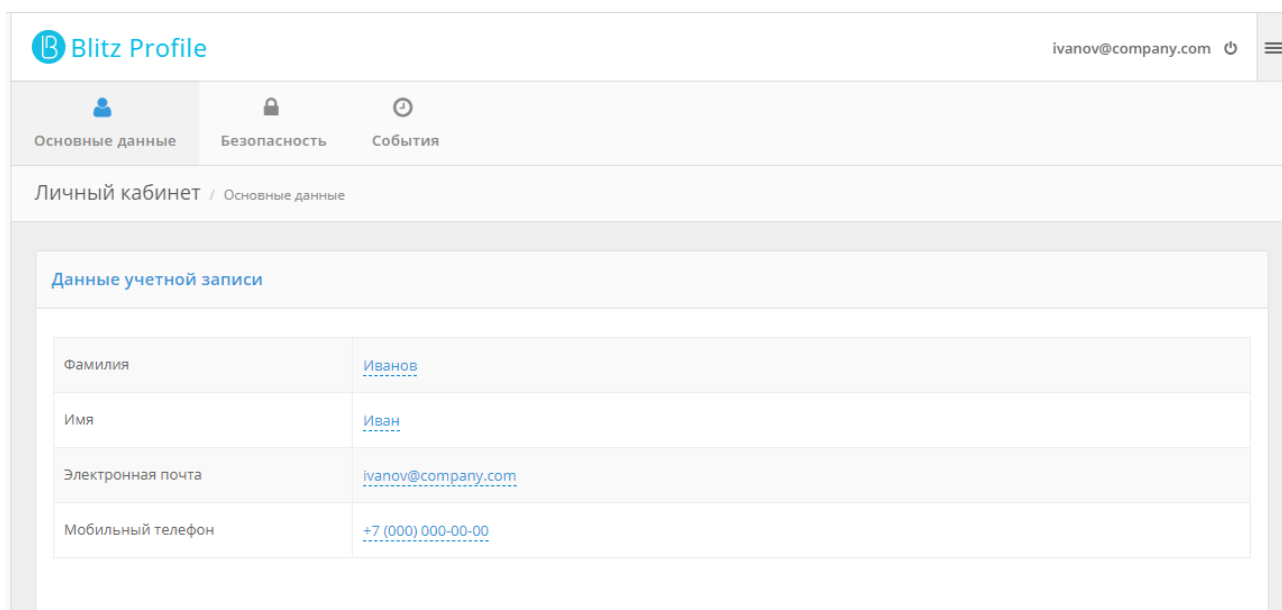 Blitz Profile
ivanov@company.com
Основные данные Безопасность События
Личный кабинет / Основные данные
Данные учетной записи
Фамилия Иванов
Имя Иван
Электронная почта ivanov@company.com
Мобильный телефон +7 (000) 000-00-00